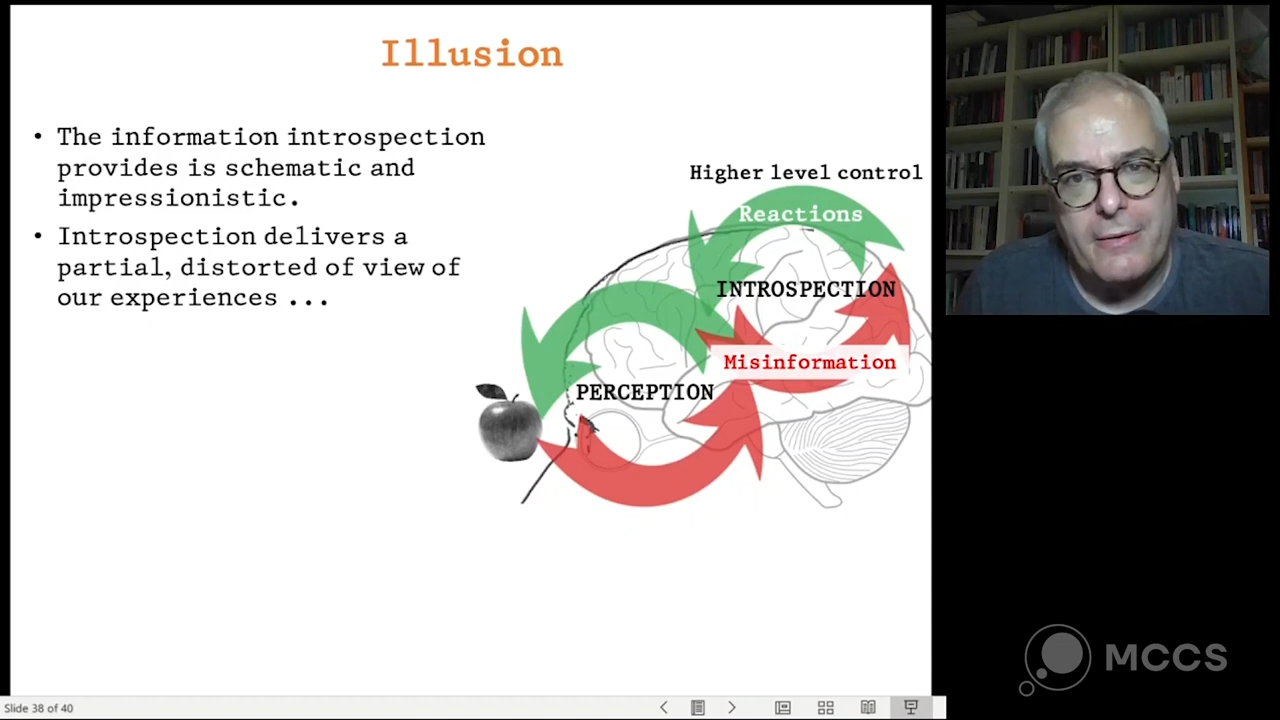 Illusion
• The information introspection
provides is schematic and
impressionistic.
• Introspection delivers a
partial, distorted of view of
our experiences ...
Higher level control
Reactions
INTROSPECTION
Misinformation
PERCEPTION
MCCS
Slide 38 of 40